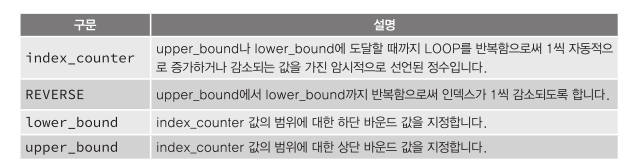 구문 설명
index_counter upper_bound나 lower_bound에 도달할 때까지 LOOP를 반복함으로써 1씩 자동적으
로 증가하거나 감소되는 값을 가진 암시적으로 선언된 정수입니다.
REVERSE upper_bound에서 lower_bound까지 반복함으로써 인덱스가 1씩 감소되도록 합니다.
lower_bound index_counter 값의 범위에 대한 하단 바운드 값을 지정합니다.
upper_bound index_counter 값의 범위에 대한 상단 바운드 값을 지정합니다.